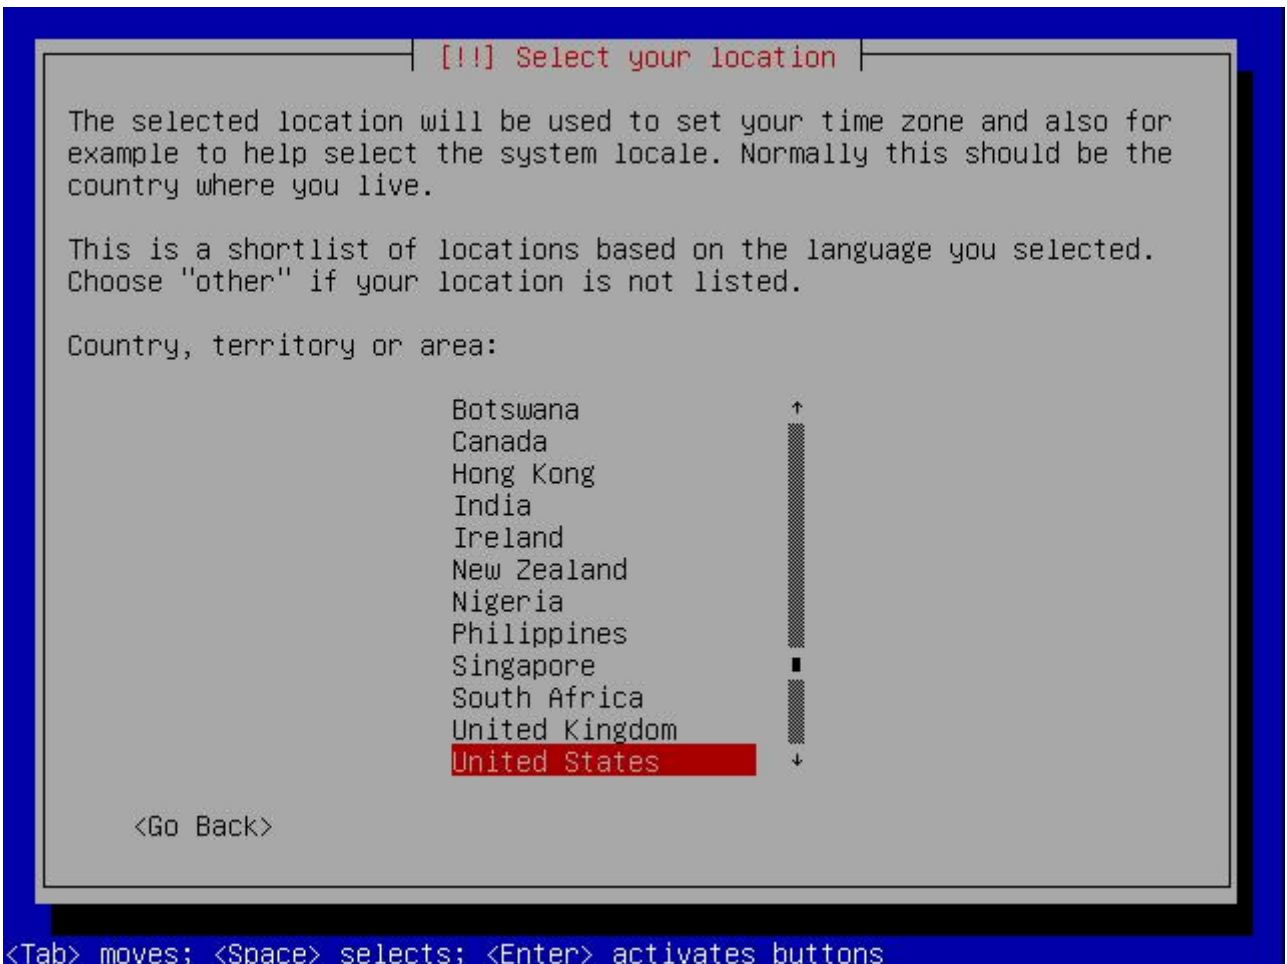 [!!] Select your location
The selected location will be used to set your time zone and also for
example to help select the system locale. Normally this should be the
country where you live.
This is a shortlist of locations based on the language you selected.
Choose "other" if your location is not listed.
Country, territory or area:
Botswana
Canada
Hong Kong
India
Ireland
New Zealand
Nigeria
Philippines
Singapore
South Africa
United Kingdom
United States
<Go Back>
<Tab> moves; <Space> selects; <Enter> activates buttons